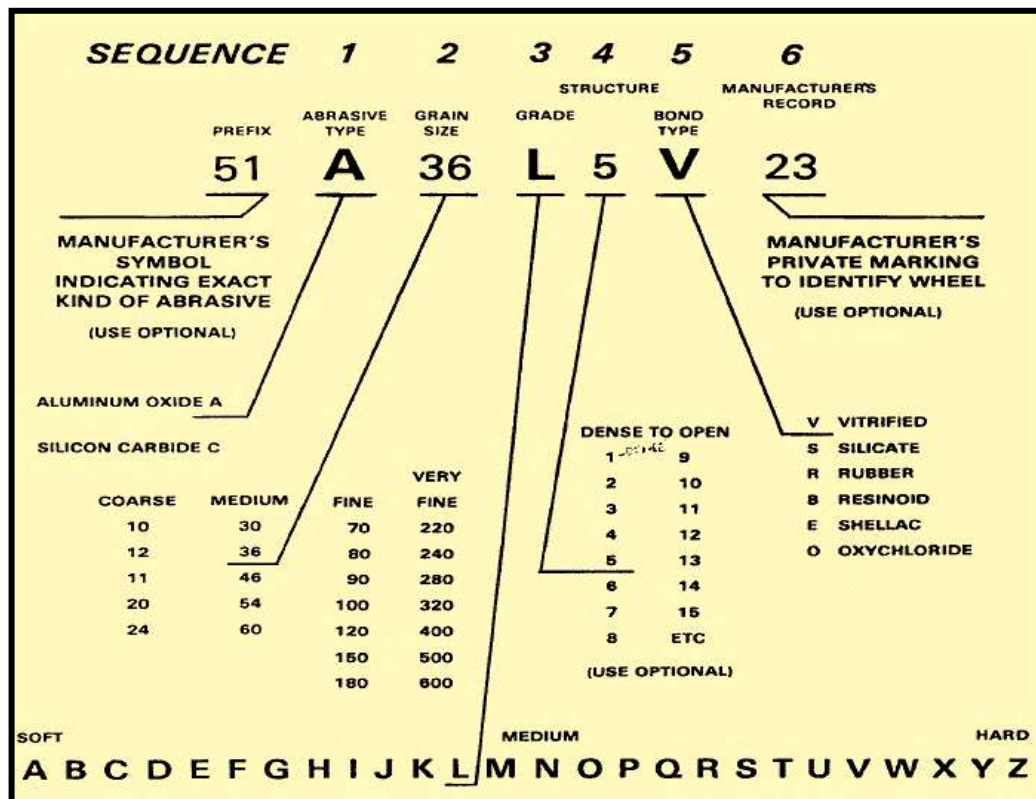 SEQUENCE 1 2 3 4 5 6
STRUCTURE MANUFACTURER'S
RECORD
PREFIX ABRASIVE TYPE GRAIN SIZE GRADE BOND TYPE
51 A 36 L 5 V 23
MANUFACTURER'S
SYMBOL
INDICATING EXACT
KIND OF ABRASIVE
(USE OPTIONAL)
MANUFACTURER'S
PRIVATE MARKING
TO IDENTIFY WHEEL
(USE OPTIONAL)
ALUMINUM OXIDE A
SILICON CARBIDE C
COARSE MEDIUM FINE VERY FINE
10 30 70 220
12 36 80 240
11 46 90 280
20 54 100 320
24 60 120 400
150 500
180 600
DENSE TO OPEN
1 9
2 10
3 11
4 12
5 13
6 14
7 15
8 ETC
(USE OPTIONAL)
V VITRIFIED
S SILICATE
R RUBBER
B RESINOID
E SHELLAC
O OXYCHLORIDE
SOFT MEDIUM HARD
A B C D E F G H I J K L M N O P Q R S T U V W X Y Z